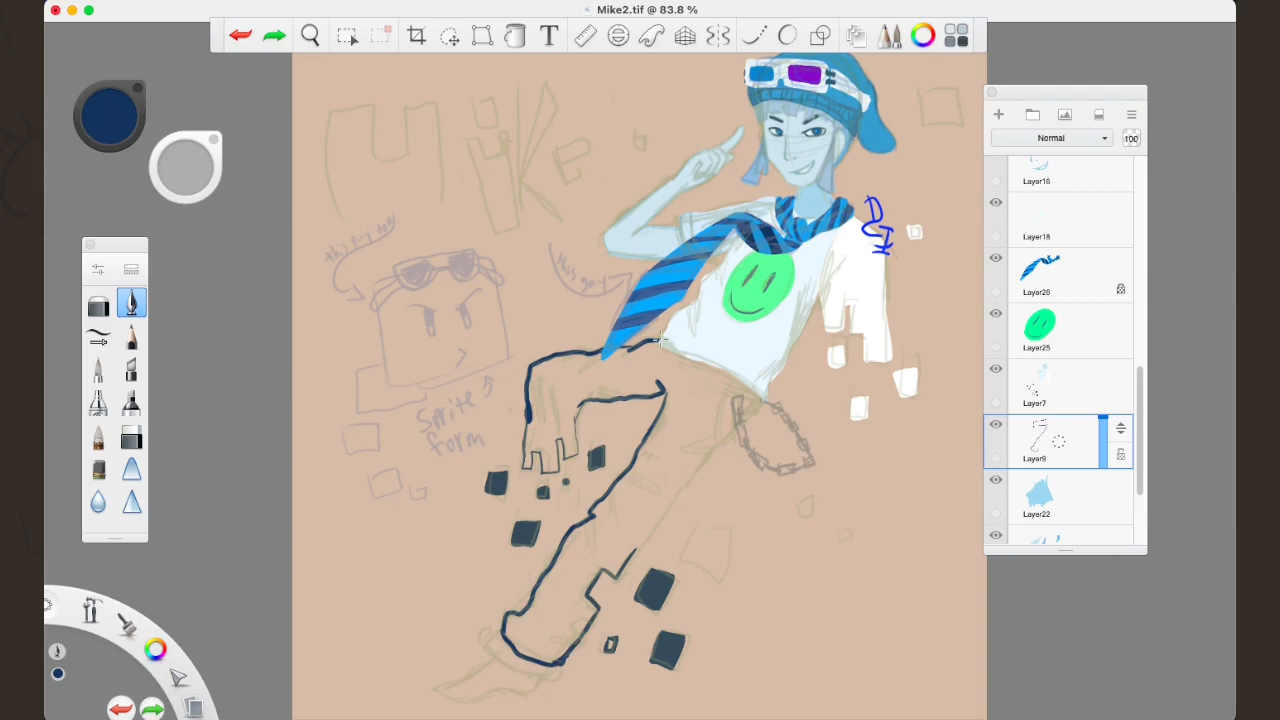 Mike2.tif @ 83.8 %
T
Normal
100
Mike
this guy too!
this guy
Sprite
form
Layer16
Layer18
Layer26
Layer25
Layer7
Layer9
Layer22